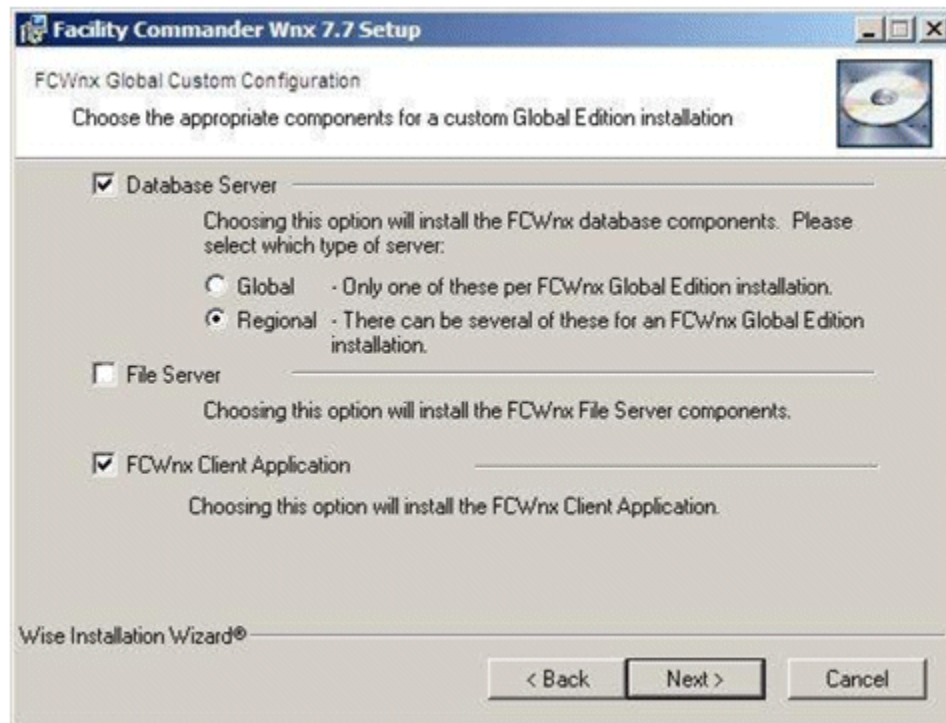 Facility Commander Wnx 7.7 Setup
FCWnx Global Custom Configuration
Choose the appropriate components for a custom Global Edition installation
Database Server
Choosing this option will install the FCWnx database components. Please
select which type of server:
Global - Only one of these per FCWnx Global Edition installation.
Regional - There can be several of these for an FCWnx Global Edition
installation.
File Server
Choosing this option will install the FCWnx File Server components.
FCWnx Client Application
Choosing this option will install the FCWnx Client Application.
Wise Installation Wizard®
< Back Next > Cancel